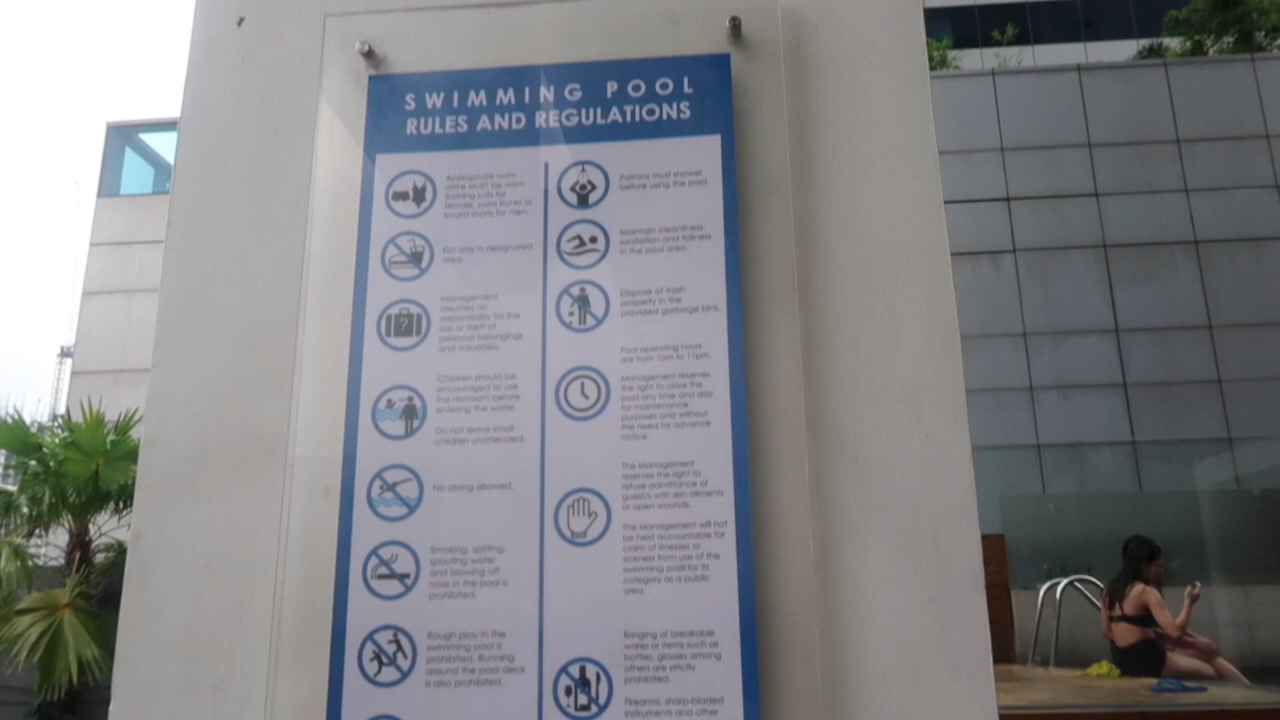 SWIMMING POOL
RULES AND REGULATIONS
Appropriate swim
attire MUST be worn.
Bathing suits for
females, swim trunks or
board shorts for men.
Eat only in designated
area.
Management
assumes no
responsibility for the
loss or theft of
personal belongings
and valuables.
Children should be
encouraged to use
the restroom before
entering the water.
Do not leave small
children unattended.
No diving allowed.
Smoking, spitting,
spouting water
and blowing off
nose in the pool is
prohibited.
Rough play in the
swimming pool is
prohibited. Running
around the pool deck
is also prohibited.
Patrons must shower
before using the pool.
Maintain cleanliness,
sanitation and
in the pool area.
Dispose of trash
property in the
provided garbage bins.
Pool operating hours
are from 7am to 11pm.
Management reserves
the right to close the
pool any time and day
for maintenance
purposes and without
the need for advance
notice.
The Management
reserves the right to
refuse admittance of
guest/s with skin ailments
or open wounds.
The Management will not
be held accountable for
claim of illnesses or
sickness from use of the
swimming pool for its
category as a public
area.
Bringing of breakable
wares or items such as
bottles, glasses among
others are strictly
prohibited.
Firearms, sharp-bladed
instruments and other